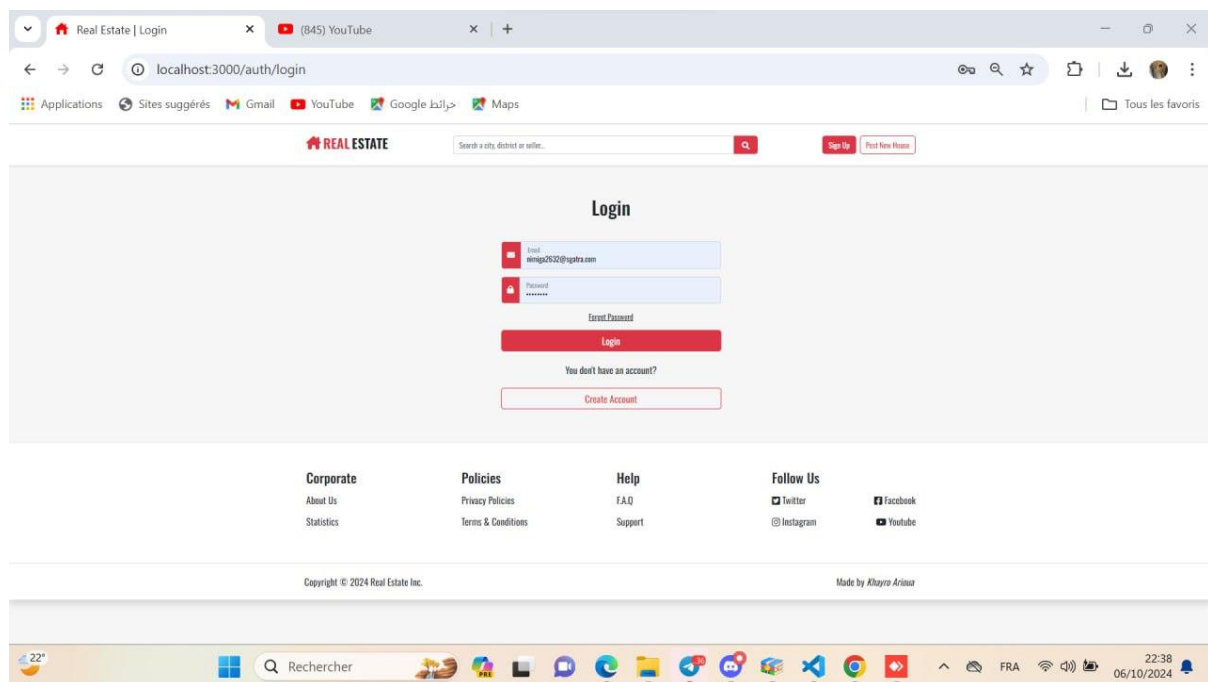 Real Estate | Login
(845) YouTube
localhost:3000/auth/login
Applications Sites suggérés Gmail YouTube Google خرائط Maps Tous les favoris
REAL ESTATE Search a city, district or seller... Sign Up Post New House
Login
Email
nimiga2632@sgatra.com
Password
Forgot Password
Login
You don't have an account?
Create Account
Corporate Policies Help Follow Us
About Us Privacy Policies F.A.Q Twitter Facebook
Statistics Terms & Conditions Support Instagram Youtube
Copyright © 2024 Real Estate Inc. Made by Khayro Arioua
22° Rechercher PRE FRA 22:38
06/10/2024